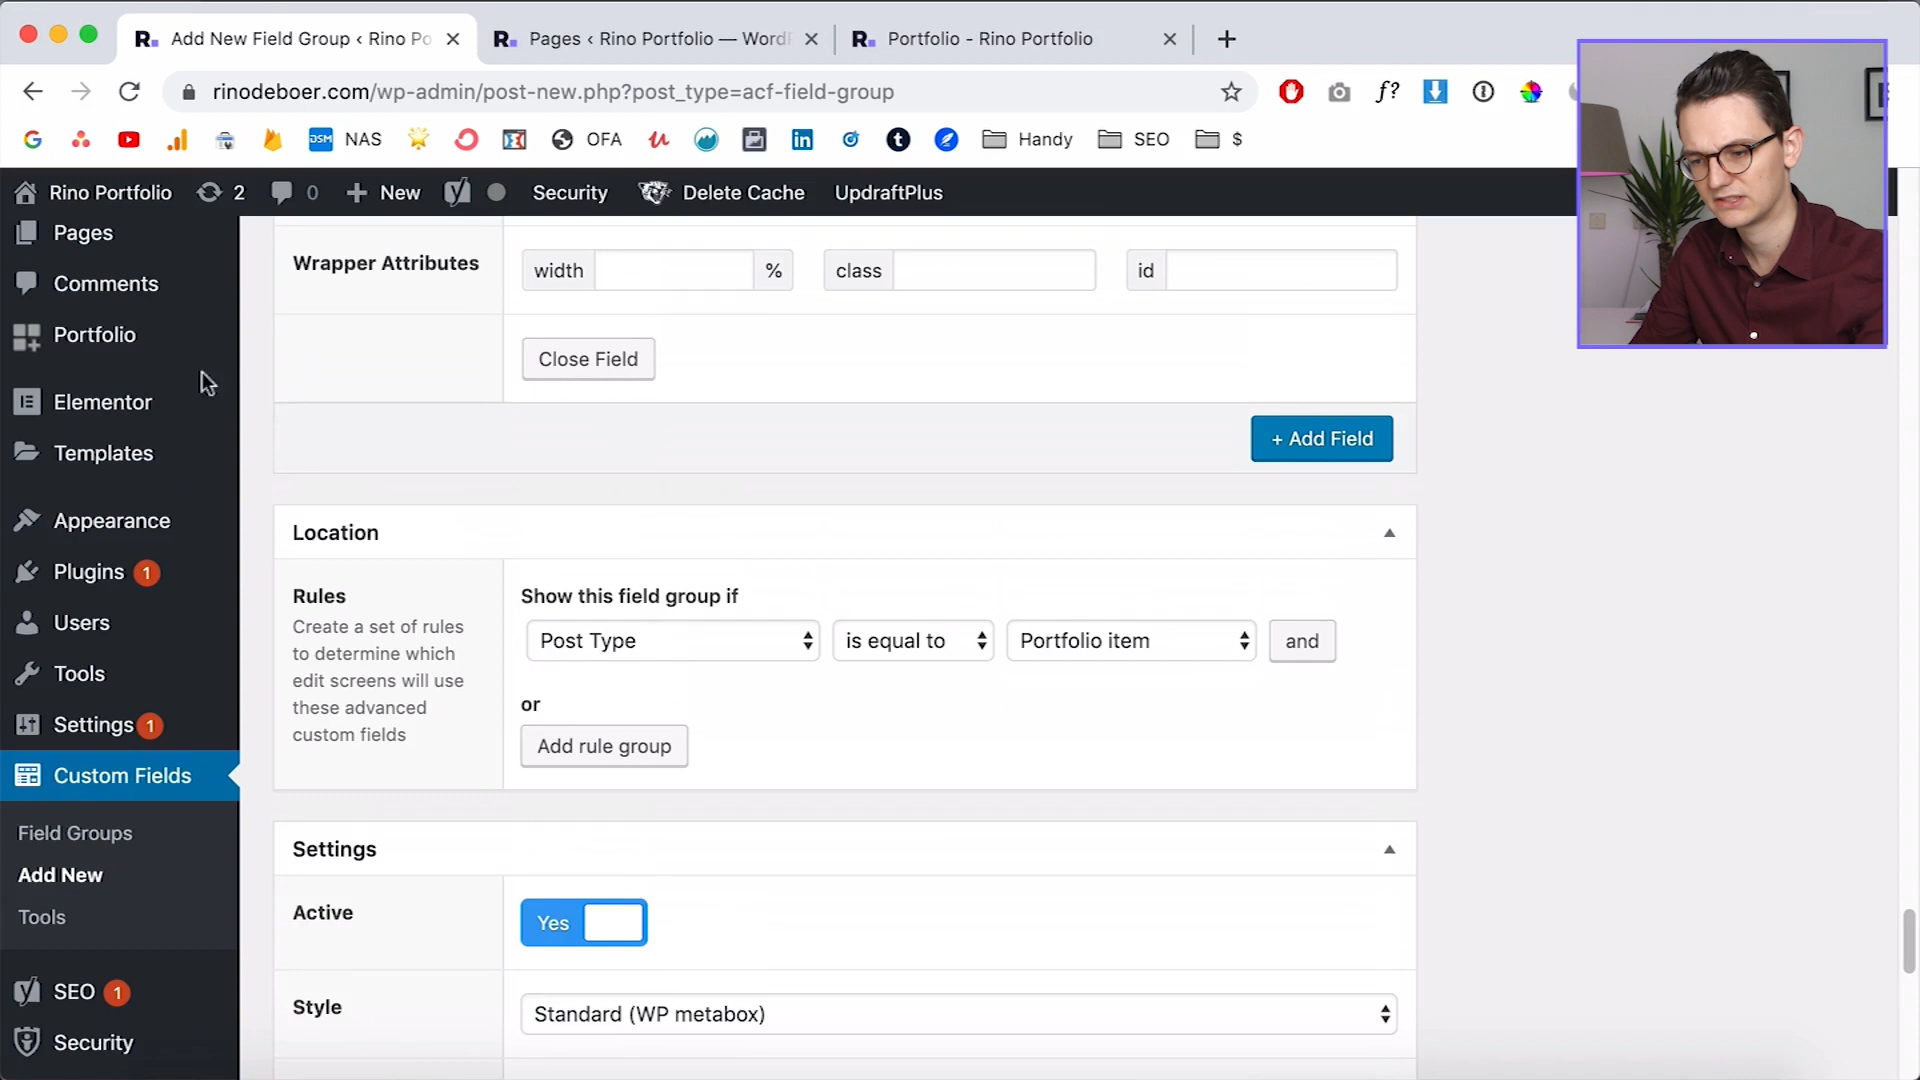 R. Add New Field Group ‹ Rino Po
R. Pages ‹ Rino Portfolio — Word
R. Portfolio - Rino Portfolio
rinodeboer.com/wp-admin/post-new.php?post_type=acf-field-group
f?
DSM NAS
OFA
in
Handy
SEO
$
Rino Portfolio
2
0
New
Security
Delete Cache
UpdraftPlus
Pages
Comments
Portfolio
Elementor
Templates
Appearance
Plugins 1
Users
Tools
Settings 1
Custom Fields
Field Groups
Add New
Tools
SEO 1
Security
Wrapper Attributes
width
%
class
id
Close Field
+ Add Field
Location
Rules
Create a set of rules
to determine which
edit screens will use
these advanced
custom fields
Show this field group if
Post Type
is equal to
Portfolio item
and
or
Add rule group
Settings
Active
Yes
Style
Standard (WP metabox)